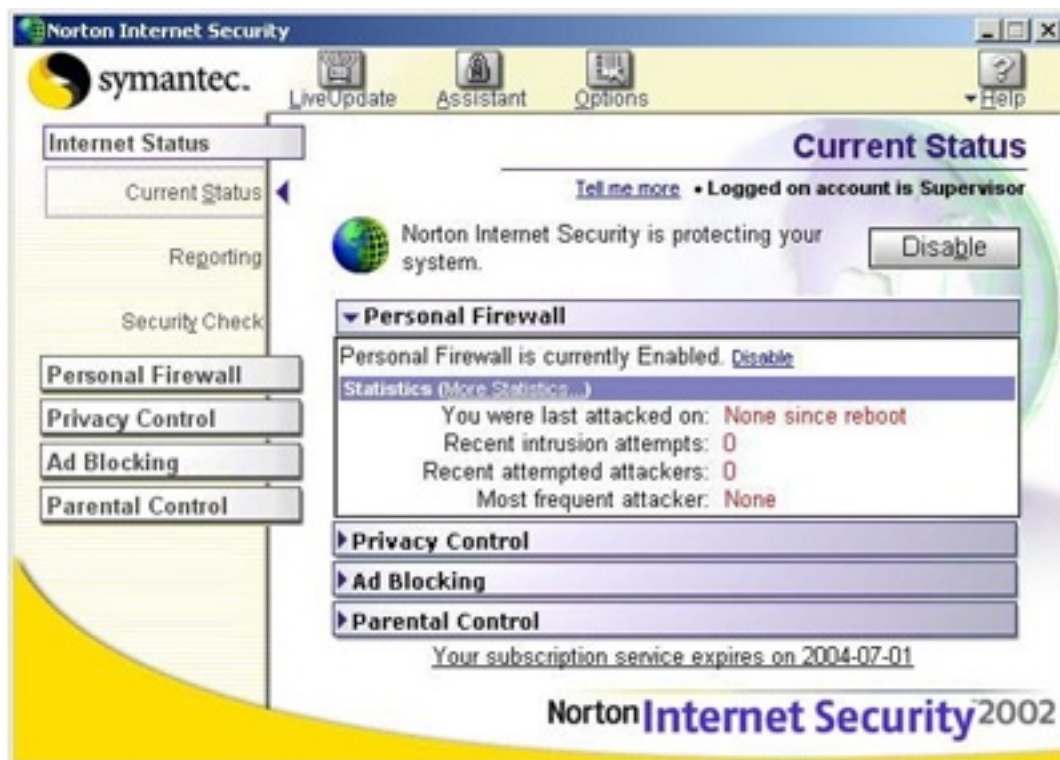 Norton Internet Security
symantec.
LiveUpdate Assistant Options Help
Internet Status
Current Status
Reporting
Security Check
Personal Firewall
Privacy Control
Ad Blocking
Parental Control
Current Status
Tell me more • Logged on account is Supervisor
Norton Internet Security is protecting your
system.
Disable
Personal Firewall
Personal Firewall is currently Enabled. Disable
Statistics (More Statistics...)
You were last attacked on: None since reboot
Recent intrusion attempts: 0
Recent attempted attackers: 0
Most frequent attacker: None
Privacy Control
Ad Blocking
Parental Control
Your subscription service expires on 2004-07-01
Norton Internet Security 2002